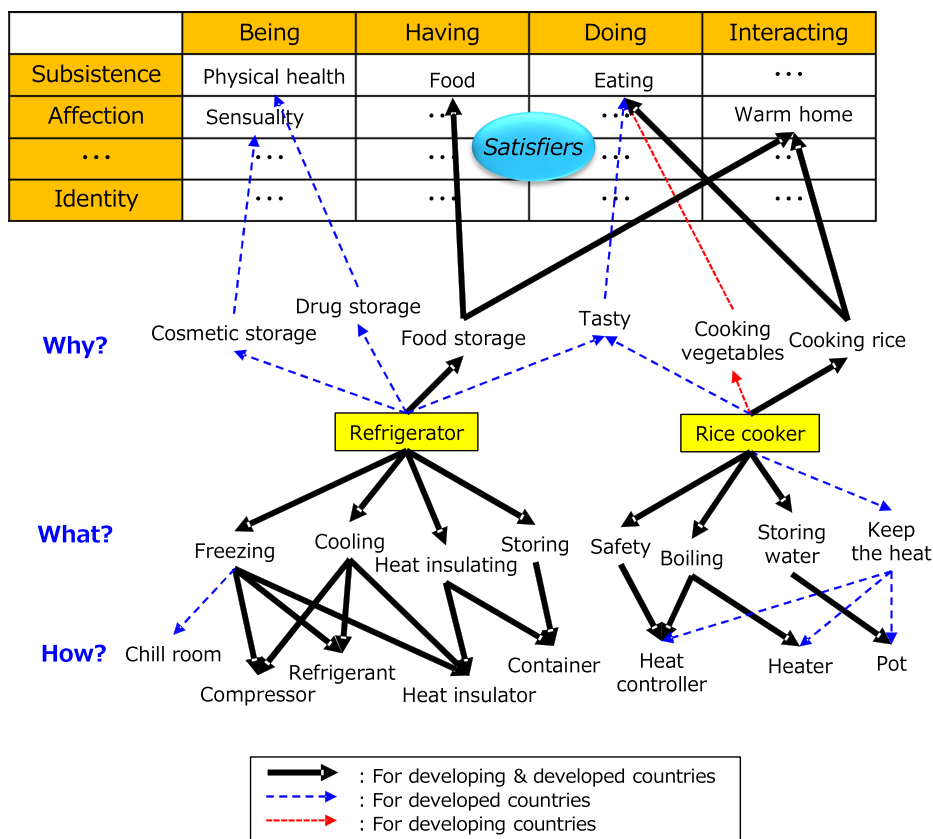 Being Having Doing Interacting
Subsistence Physical health Food Eating ···
Affection Sensuality ··· ··· Warm home
Satisfiers
··· ··· ··· ···
Identity ··· ··· ··· ···
Why?
Cosmetic storage
Drug storage
Food storage
Tasty
Cooking
vegetables
Cooking rice
Refrigerator
Rice cooker
What?
Freezing
Cooling
Heat insulating
Storing
Safety
Boiling
Storing
water
Keep
the heat
How?
Chill room
Compressor
Refrigerant
Heat insulator
Container
Heat
controller
Heater
Pot
: For developing & developed countries
: For developed countries
: For developing countries